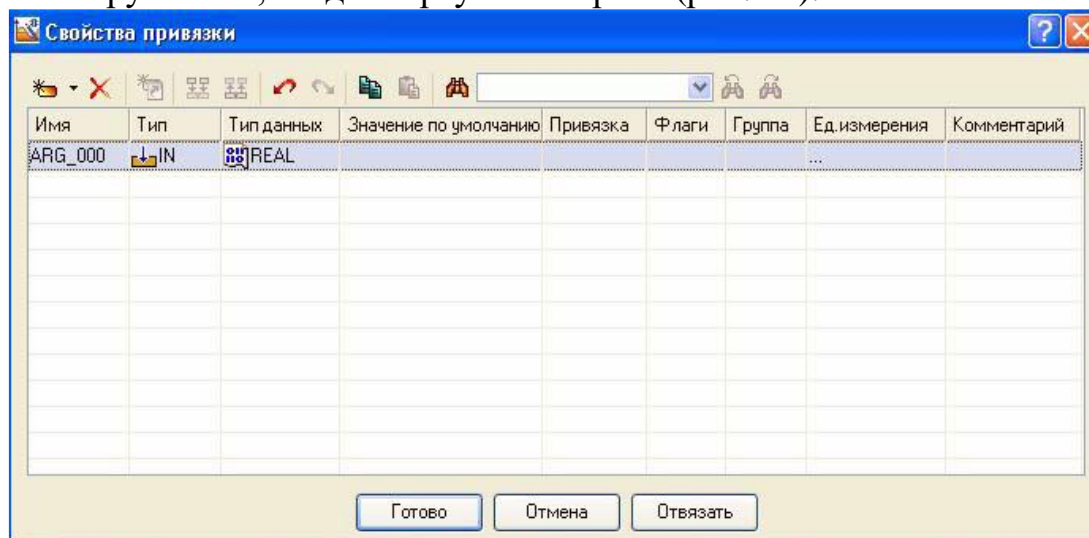 Свойства привязки
Имя Тип Тип данных Значение по умолчанию Привязка Флаги Группа Ед.измерения Комментарий
ARG_000 IN REAL ...
Готово Отмена Отвязать